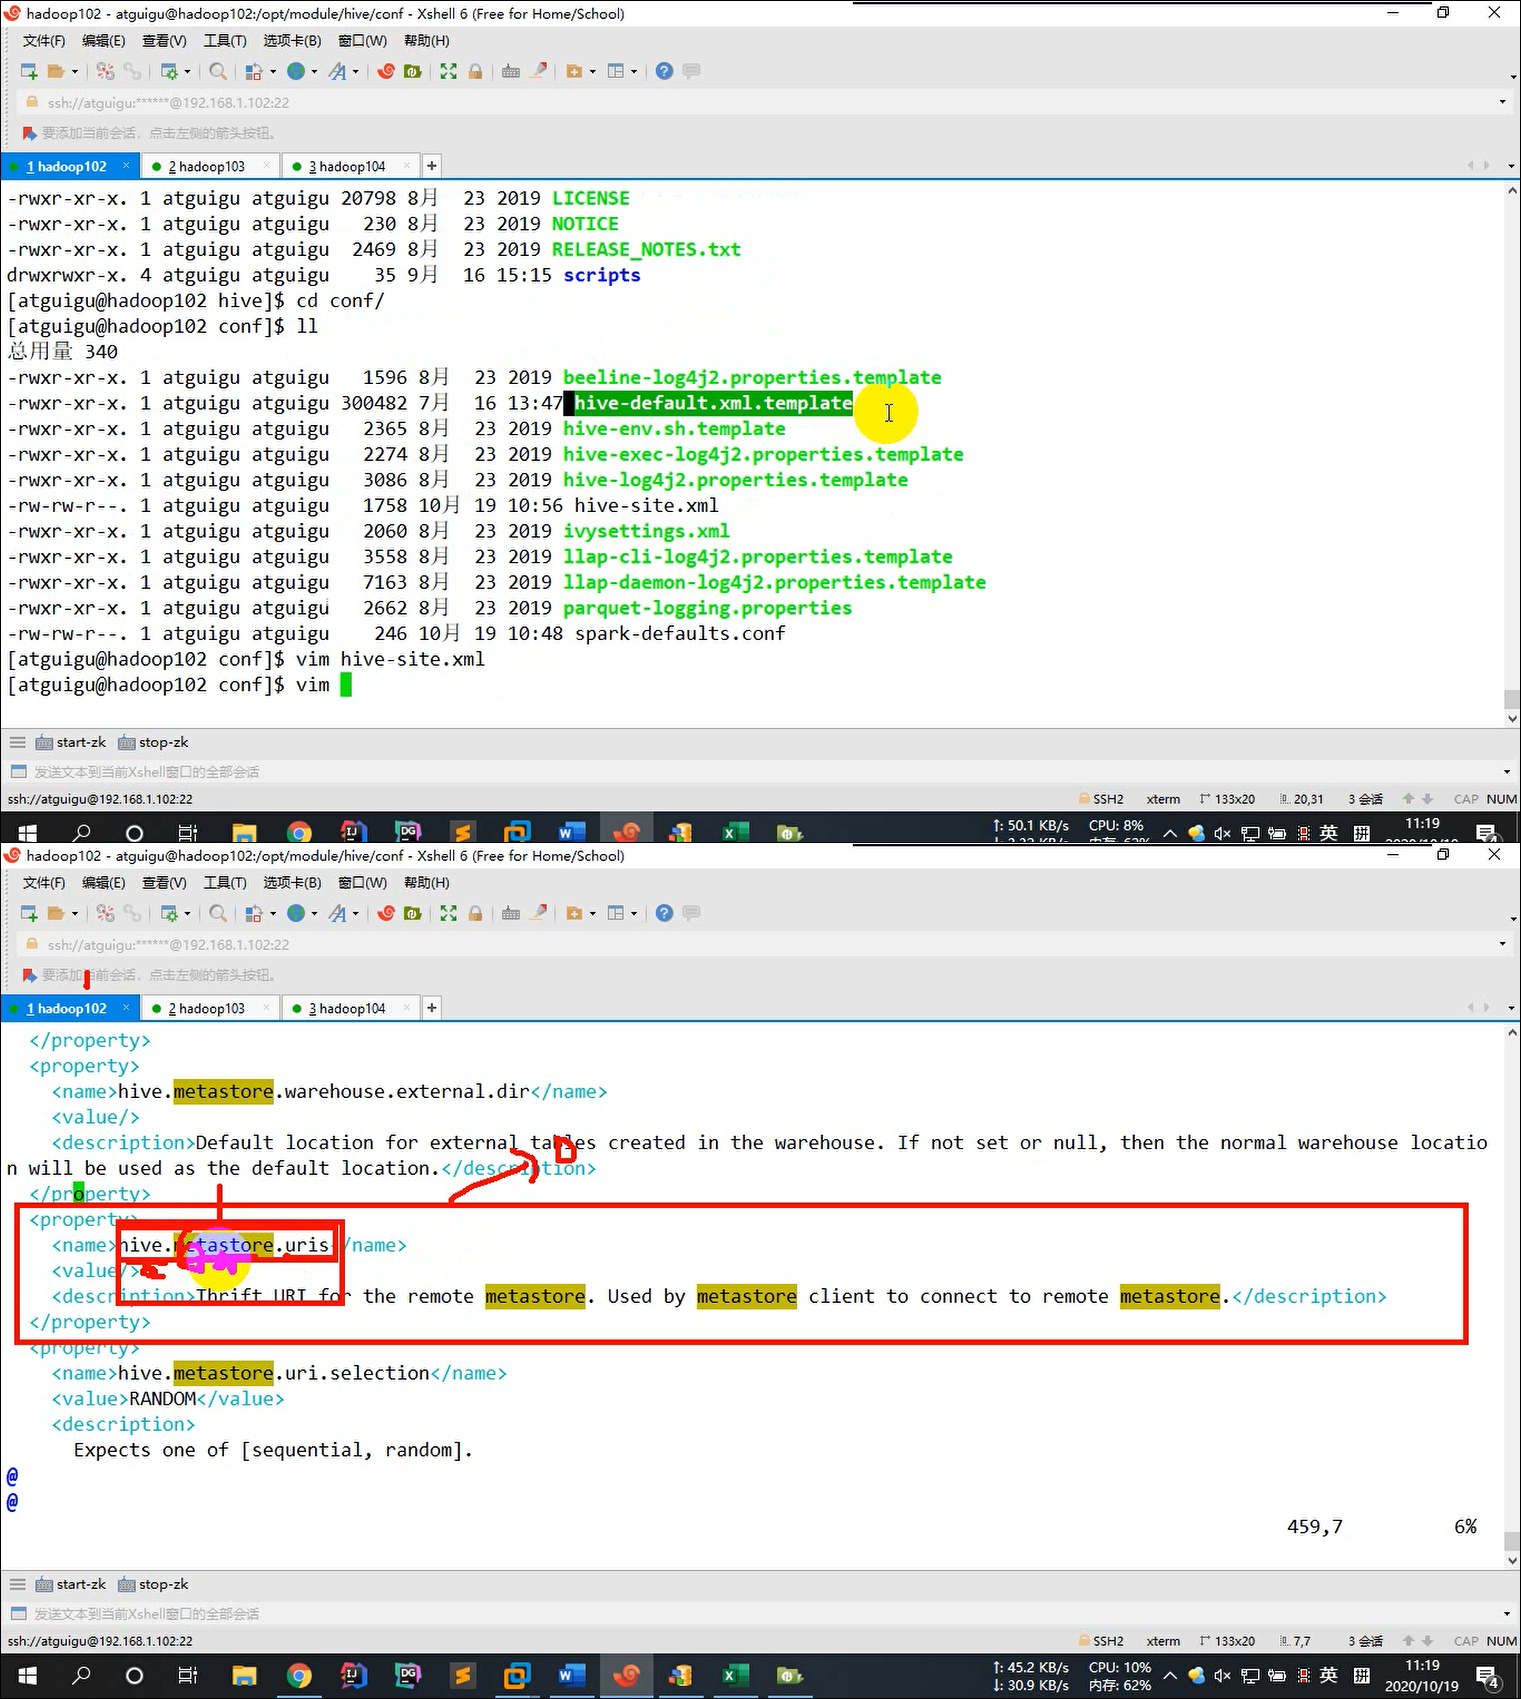 hadoop102 - atguigu@hadoop102:/opt/module/hive/conf - Xshell 6 (Free for Home/School)
文件(F) 编辑(E) 查看(V) 工具(T) 选项卡(B) 窗口(W) 帮助(H)
ssh://atguigu:******@192.168.1.102:22
要添加当前会话，点击左侧的箭头按钮。
1 hadoop102 × 2 hadoop103 × 3 hadoop104 × +
-rwxr-xr-x. 1 atguigu atguigu 20798 8月 23 2019 LICENSE
-rwxr-xr-x. 1 atguigu atguigu 230 8月 23 2019 NOTICE
-rwxr-xr-x. 1 atguigu atguigu 2469 8月 23 2019 RELEASE_NOTES.txt
drwxrwxr-x. 4 atguigu atguigu 35 9月 16 15:15 scripts
[atguigu@hadoop102 hive]$ cd conf/
[atguigu@hadoop102 conf]$ ll
总用量 340
-rwxr-xr-x. 1 atguigu atguigu 1596 8月 23 2019 beeline-log4j2.properties.template
-rwxr-xr-x. 1 atguigu atguigu 300482 7月 16 13:47 hive-default.xml.template
-rwxr-xr-x. 1 atguigu atguigu 2365 8月 23 2019 hive-env.sh.template
-rwxr-xr-x. 1 atguigu atguigu 2274 8月 23 2019 hive-exec-log4j2.properties.template
-rwxr-xr-x. 1 atguigu atguigu 3086 8月 23 2019 hive-log4j2.properties.template
-rw-rw-r--. 1 atguigu atguigu 1758 10月 19 10:56 hive-site.xml
-rwxr-xr-x. 1 atguigu atguigu 2060 8月 23 2019 ivysettings.xml
-rwxr-xr-x. 1 atguigu atguigu 3558 8月 23 2019 llap-cli-log4j2.properties.template
-rwxr-xr-x. 1 atguigu atguigu 7163 8月 23 2019 llap-daemon-log4j2.properties.template
-rwxr-xr-x. 1 atguigu atguigu 2662 8月 23 2019 parquet-logging.properties
-rw-rw-r--. 1 atguigu atguigu 246 10月 19 10:48 spark-defaults.conf
[atguigu@hadoop102 conf]$ vim hive-site.xml
[atguigu@hadoop102 conf]$ vim
start-zk stop-zk
发送文本到当前Xshell窗口的全部会话
ssh://atguigu@192.168.1.102:22 SSH2 xterm 133x20 20,31 3 会话 CAP NUM
↑: 50.1 KB/s CPU: 8% 英 拼 11:19
hadoop102 - atguigu@hadoop102:/opt/module/hive/conf - Xshell 6 (Free for Home/School)
文件(F) 编辑(E) 查看(V) 工具(T) 选项卡(B) 窗口(W) 帮助(H)
ssh://atguigu:******@192.168.1.102:22
要添加当前会话，点击左侧的箭头按钮。
1 hadoop102 × 2 hadoop103 × 3 hadoop104 × +
</property>
<property>
<name>hive.metastore.warehouse.external.dir</name>
<value/>
<description>Default location for external tables created in the warehouse. If not set or null, then the normal warehouse locatio
n will be used as the default location.</description>
</property>
<property>
<name>hive.metastore.uris</name>
<value/>
<description>Thrift URI for the remote metastore. Used by metastore client to connect to remote metastore.</description>
</property>
<property>
<name>hive.metastore.uri.selection</name>
<value>RANDOM</value>
<description>
Expects one of [sequential, random].
@
@
459,7 6%
start-zk stop-zk
发送文本到当前Xshell窗口的全部会话
ssh://atguigu@192.168.1.102:22 SSH2 xterm 133x20 7,7 3 会话 CAP NUM
↑: 45.2 KB/s CPU: 10% 英 拼 11:19
↓: 30.9 KB/s 内存: 62% 2020/10/19